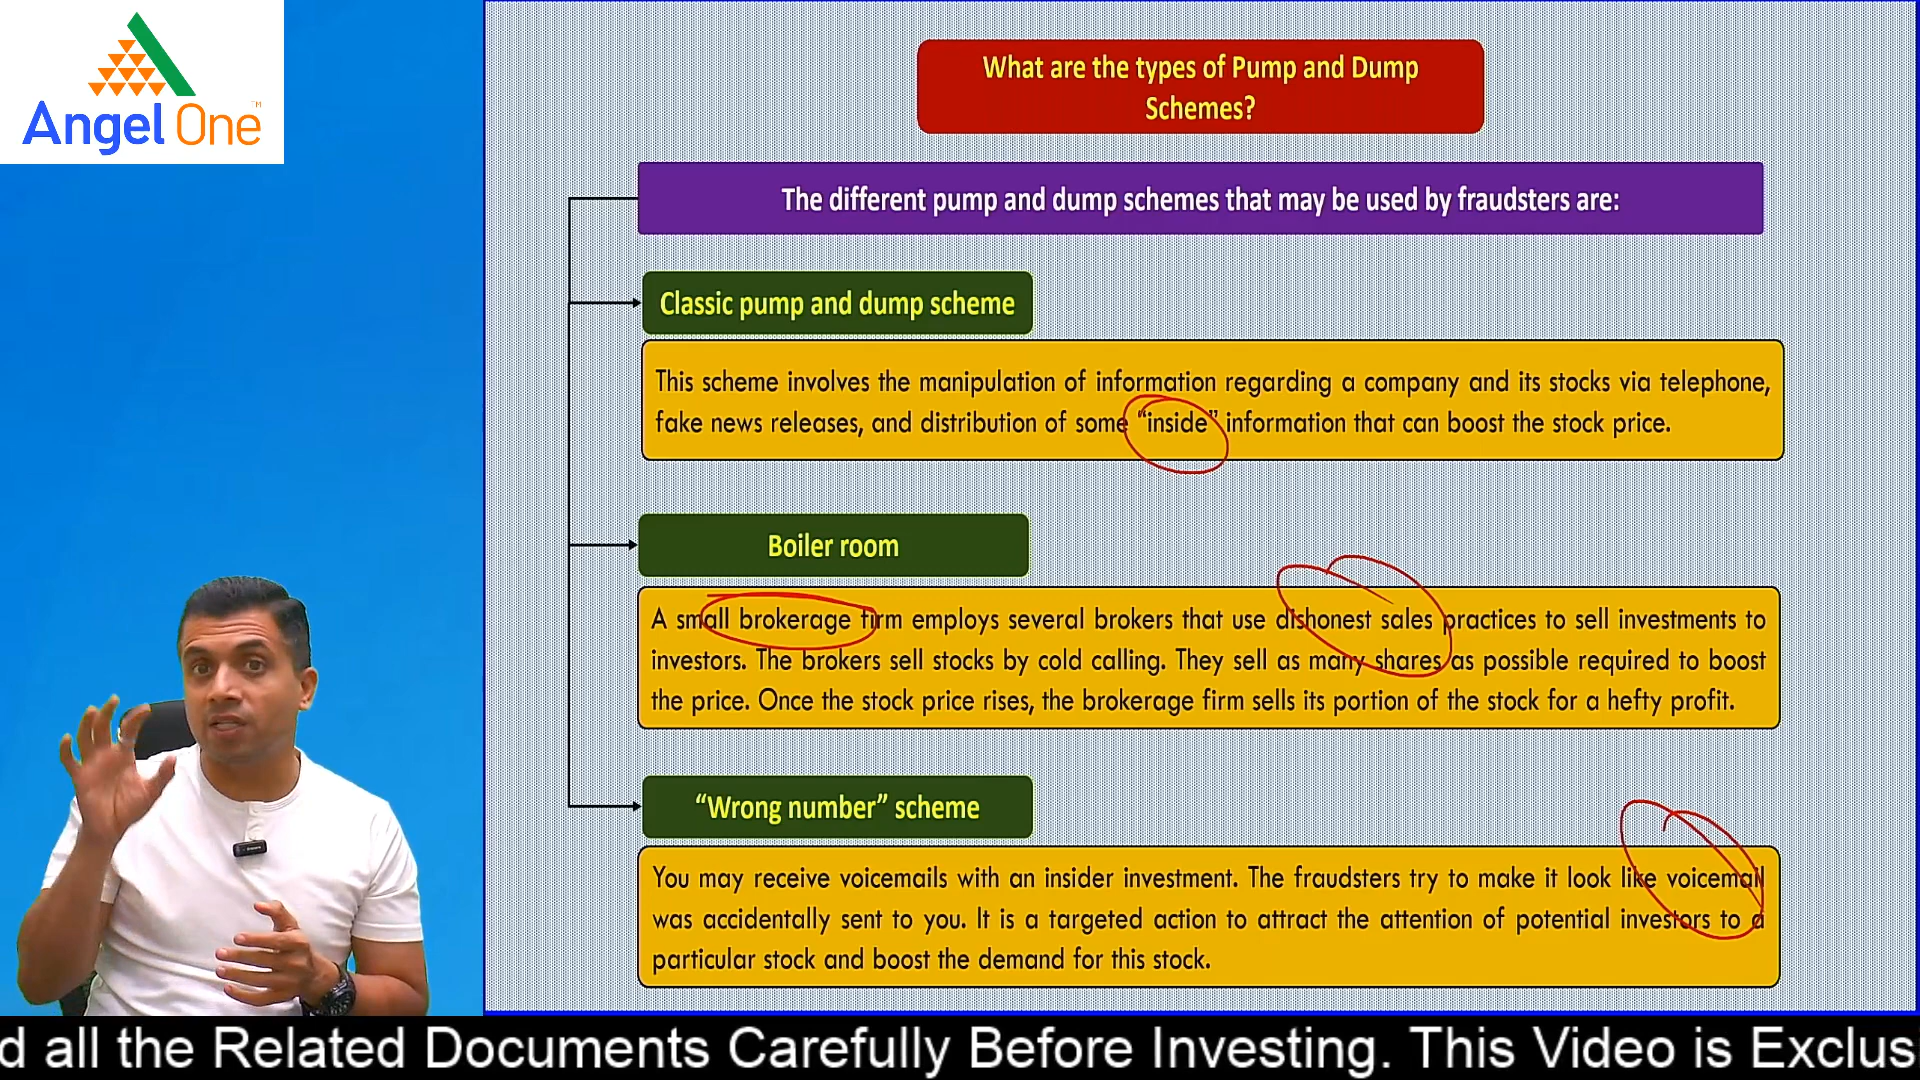 Angel One
TM
What are the types of Pump and Dump
Schemes?
The different pump and dump schemes that may be used by fraudsters are:
Classic pump and dump scheme
This scheme involves the manipulation of information regarding a company and its stocks via telephone,
fake news releases, and distribution of some “inside” information that can boost the stock price.
Boiler room
A small brokerage firm employs several brokers that use dishonest sales practices to sell investments to
investors. The brokers sell stocks by cold calling. They sell as many shares as possible required to boost
the price. Once the stock price rises, the brokerage firm sells its portion of the stock for a hefty profit.
“Wrong number” scheme
You may receive voicemails with an insider investment. The fraudsters try to make it look like voicemail
was accidentally sent to you. It is a targeted action to attract the attention of potential investors to a
particular stock and boost the demand for this stock.
d all the Related Documents Carefully Before Investing. This Video is Exclus